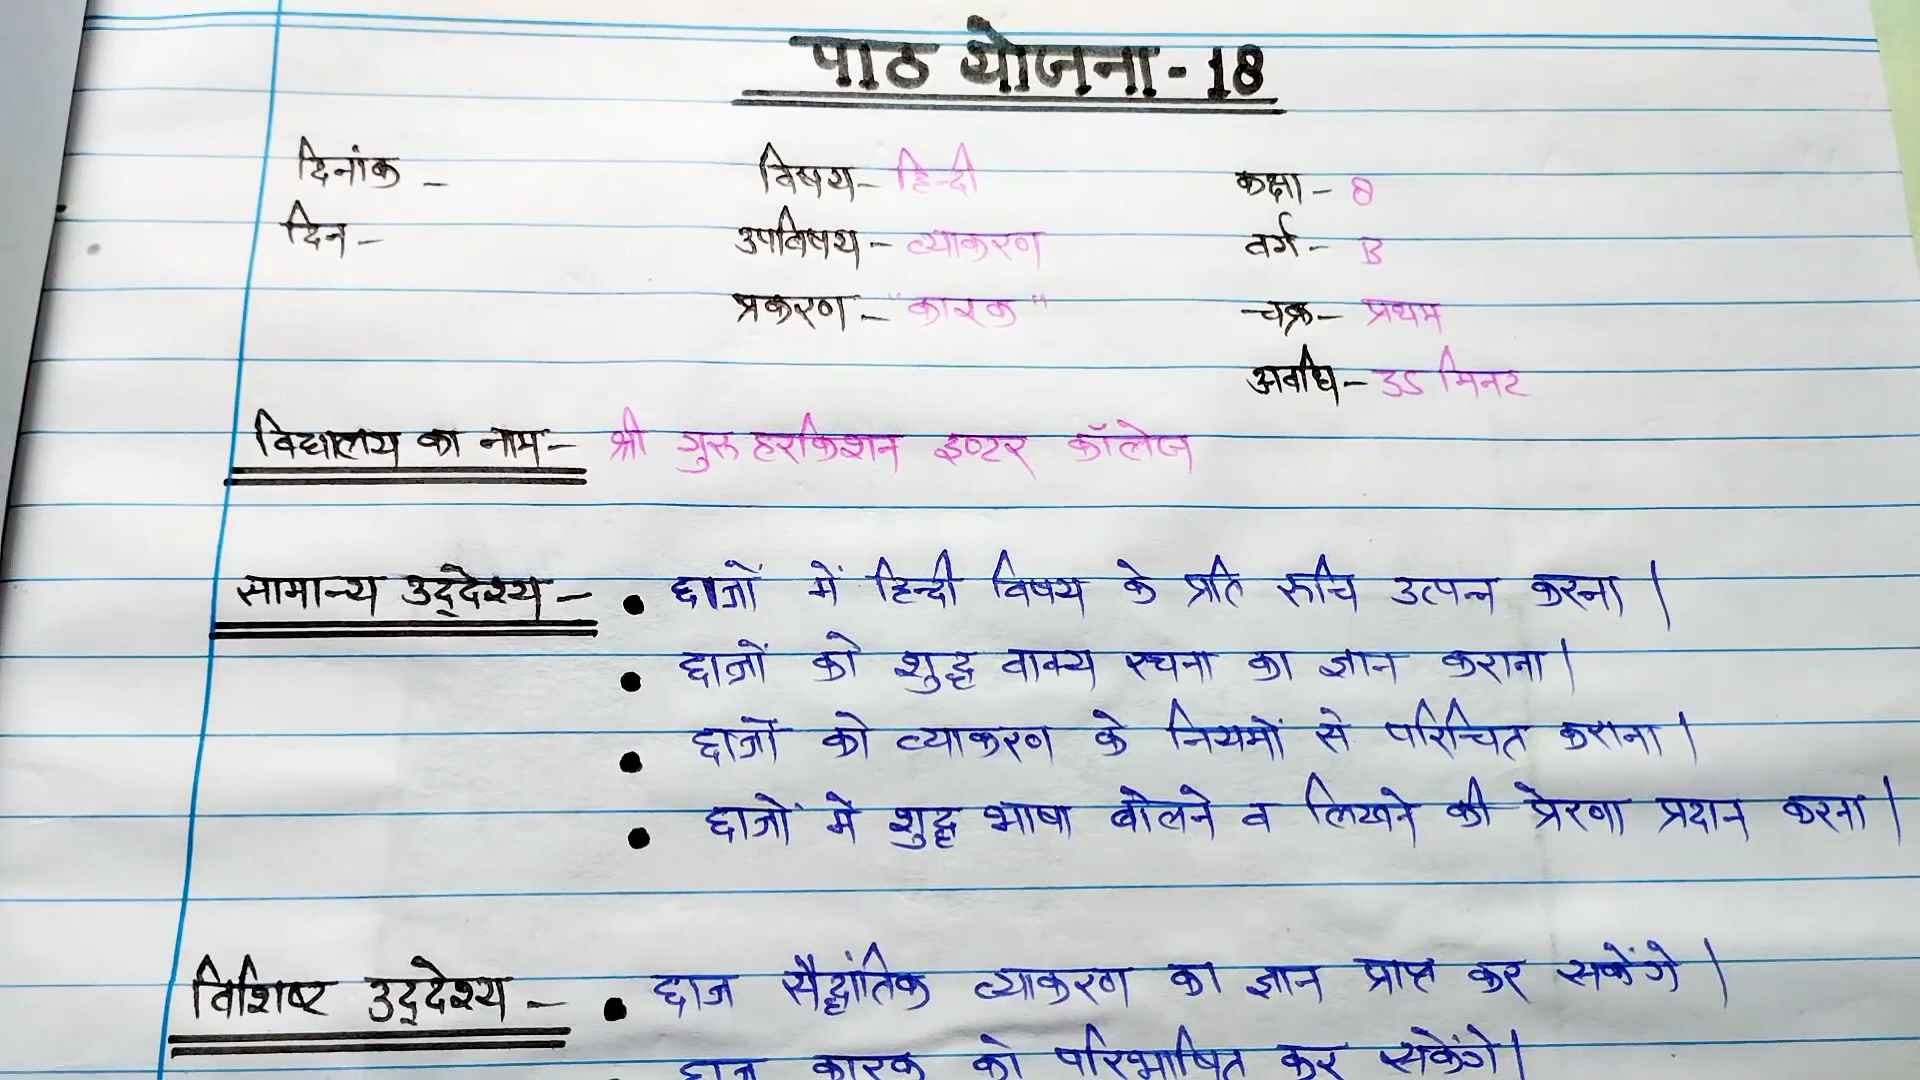 पाठ योजना-18
दिनांक - विषय- हिन्दी कक्षा- 8
दिन- उपविषय- व्याकरण वर्ग- B
प्रकरण- "कारक" चक्र- प्रथम
अवधि- 35 मिनट
विद्यालय का नाम- श्री गुरु हरकिशन इण्टर कॉलेज
सामान्य उद्देश्य- • छात्रों में हिन्दी विषय के प्रति रूचि उत्पन्न करना।
• छात्रों को शुद्ध वाक्य रचना का ज्ञान कराना।
• छात्रों को व्याकरण के नियमों से परिचित कराना।
• छात्रों में शुद्ध भाषा बोलने व लिखने की प्रेरणा प्रदान करना।
विशिष्ट उद्देश्य- • छात्र सैद्धांतिक व्याकरण का ज्ञान प्राप्त कर सकेंगे।
छात्र कारक को परिभाषित कर सकेंगे।